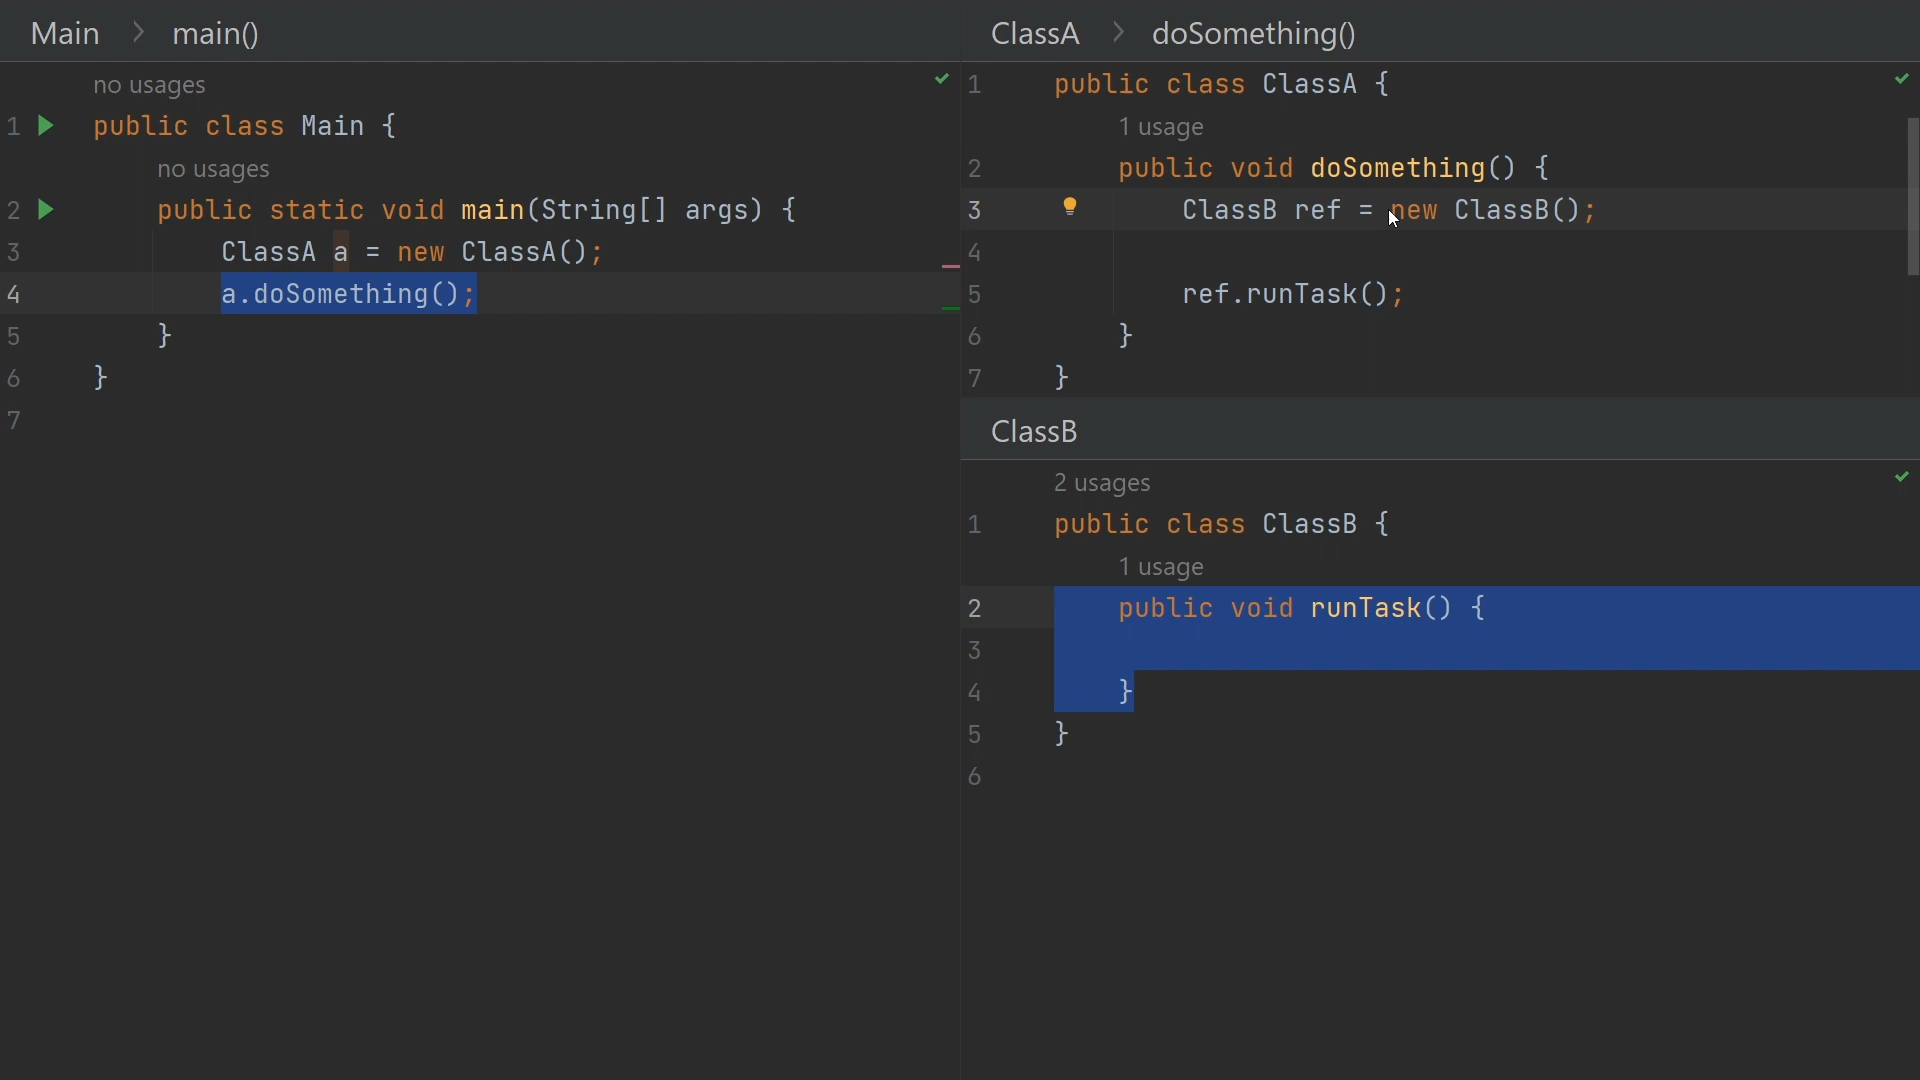 Main > main()
no usages
1 public class Main {
no usages
2 public static void main(String[] args) {
3 ClassA a = new ClassA();
4 a.doSomething();
5 }
6 }
7
ClassA > doSomething()
1 public class ClassA {
1 usage
2 public void doSomething() {
3 ClassB ref = new ClassB();
4
5 ref.runTask();
6 }
7 }
ClassB
2 usages
1 public class ClassB {
1 usage
2 public void runTask() {
3
4 }
5 }
6